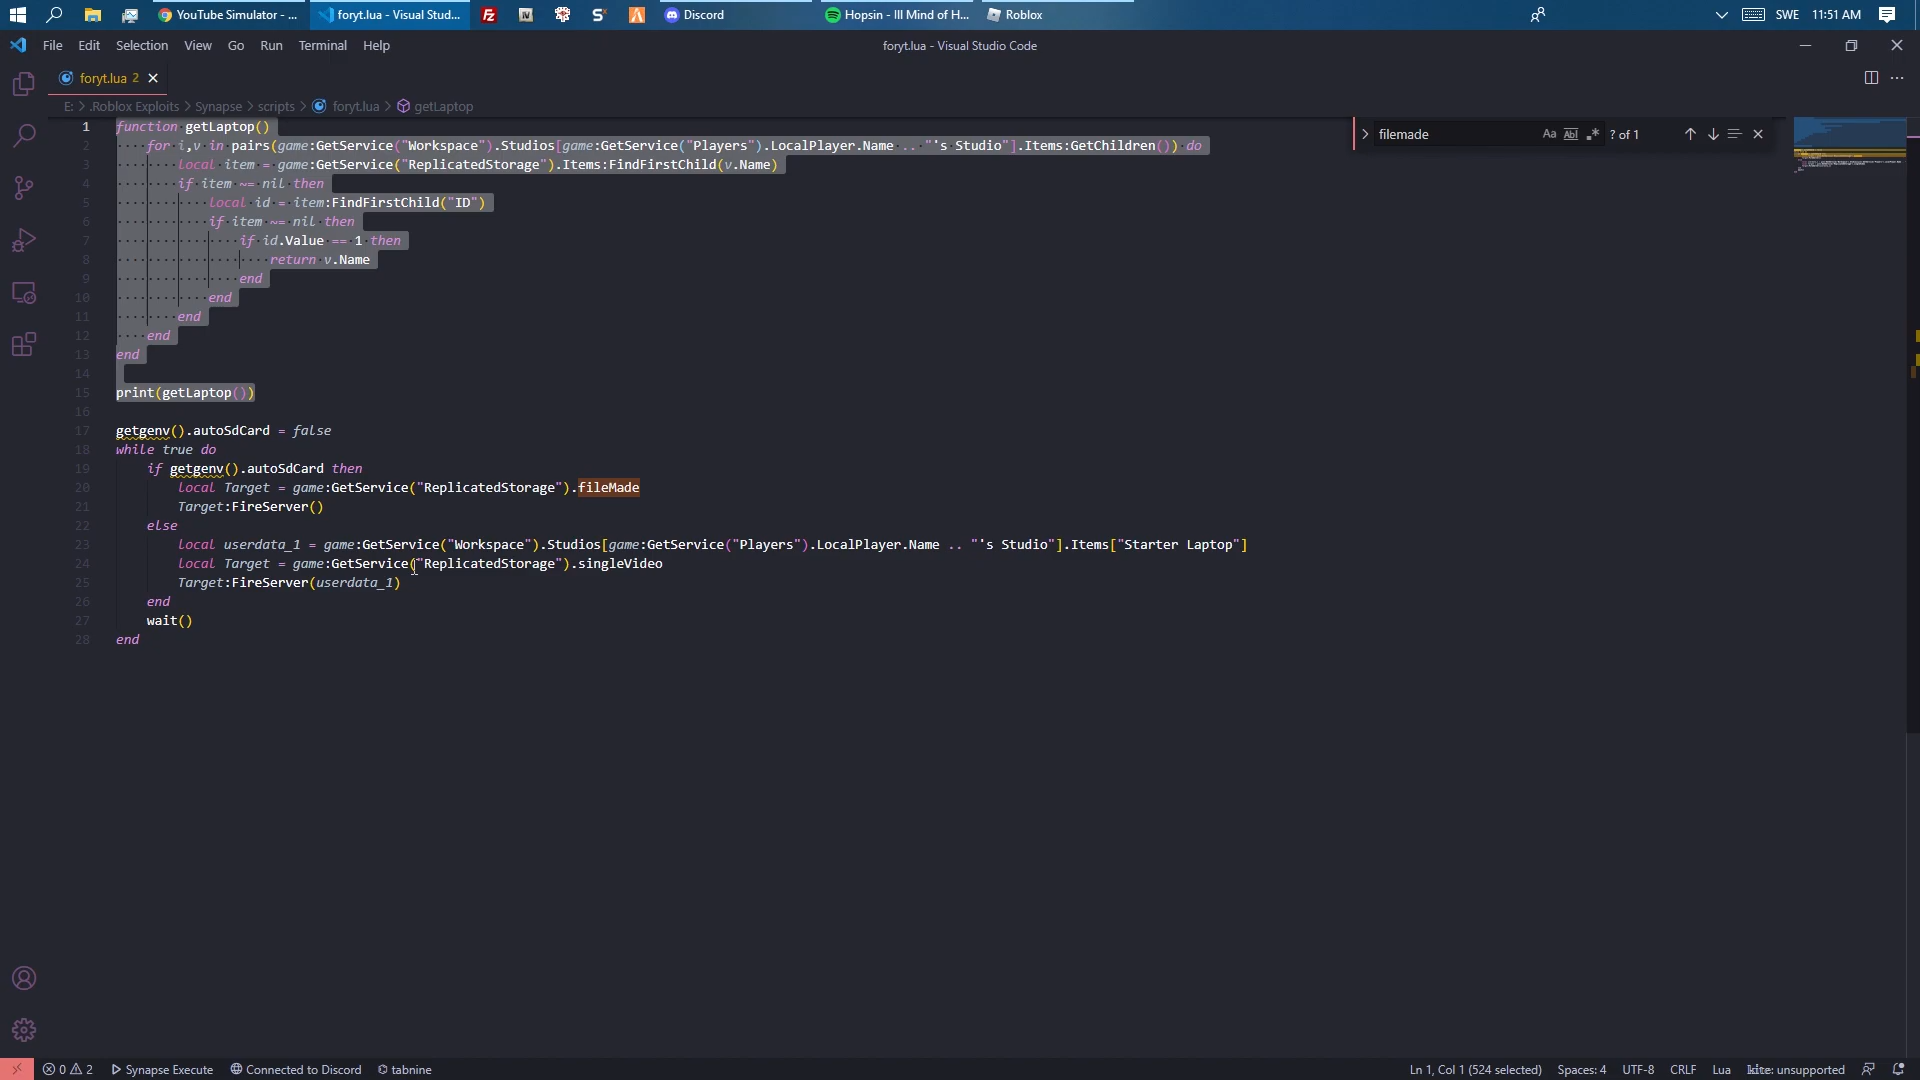 YouTube Simulator - ...
foryt.lua - Visual Stud...
Discord
Hopsin - Ill Mind of H...
Roblox
SWE
11:51 AM
File Edit Selection View Go Run Terminal Help
foryt.lua - Visual Studio Code
foryt.lua 2
E: > .Roblox Exploits > Synapse > scripts > foryt.lua > getLaptop
filemade
Aa
? of 1
1 function getLaptop()
2 for i,v in pairs(game:GetService("Workspace").Studios[game:GetService("Players").LocalPlayer.Name .. "'s Studio"].Items:GetChildren()) do
3 local item = game:GetService("ReplicatedStorage").Items:FindFirstChild(v.Name)
4 if item ~= nil then
5 local id = item:FindFirstChild("ID")
6 if item ~= nil then
7 if id.Value == 1 then
8 return v.Name
9 end
10 end
11 end
12 end
13 end
14
15 print(getLaptop())
16
17 getgenv().autoSdCard = false
18 while true do
19 if getgenv().autoSdCard then
20 local Target = game:GetService("ReplicatedStorage").fileMade
21 Target:FireServer()
22 else
23 local userdata_1 = game:GetService("Workspace").Studios[game:GetService("Players").LocalPlayer.Name .. "'s Studio"].Items["Starter Laptop"]
24 local Target = game:GetService("ReplicatedStorage").singleVideo
25 Target:FireServer(userdata_1)
26 end
27 wait()
28 end
0 2 Synapse Execute Connected to Discord tabnine
Ln 1, Col 1 (524 selected) Spaces: 4 UTF-8 CRLF Lua kite: unsupported